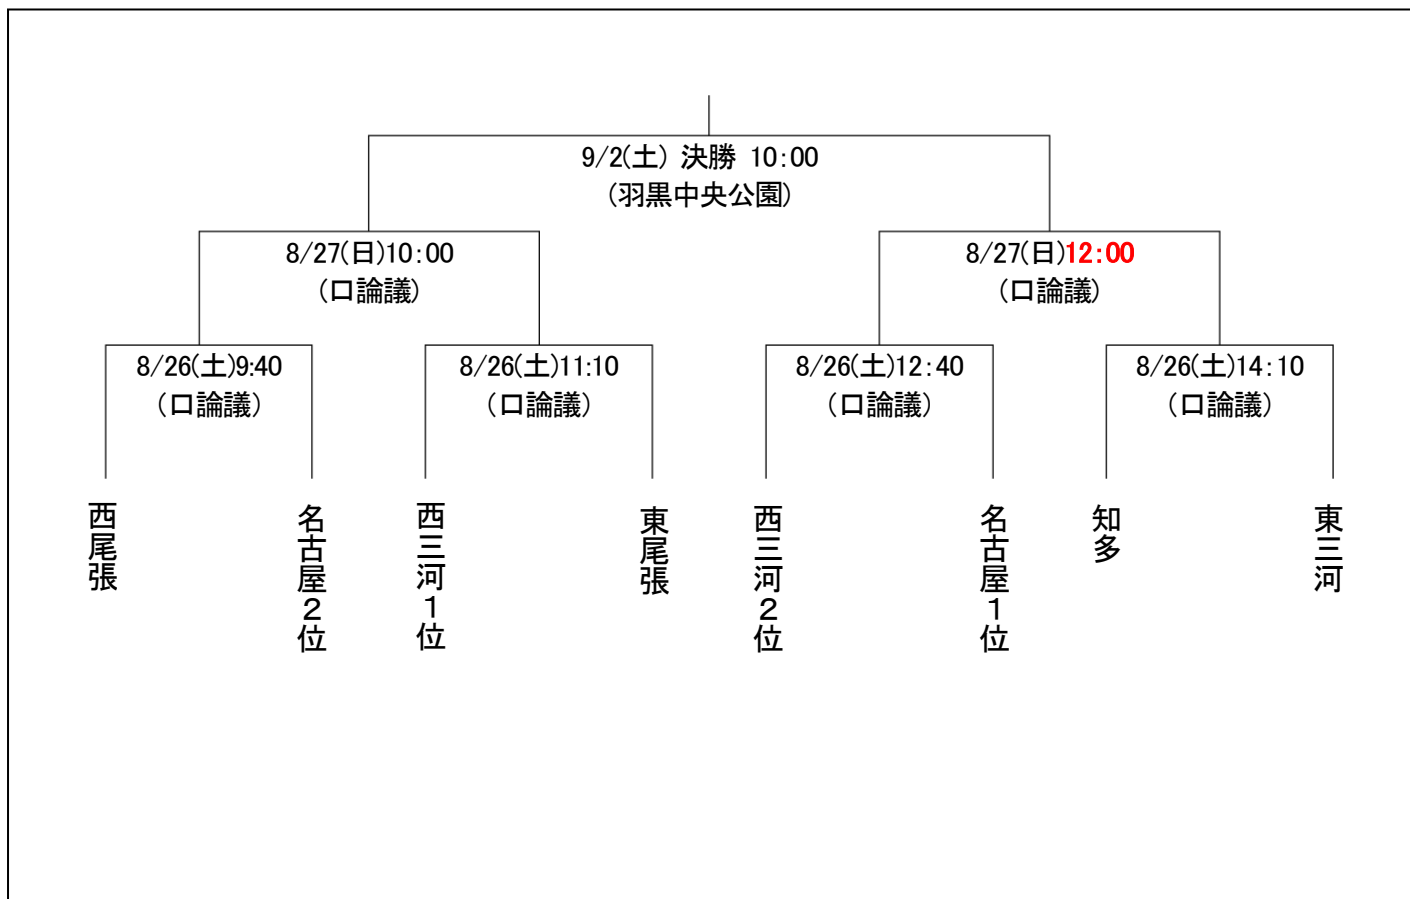 9/2(土) 決勝 10:00
(羽黒中央公園)
8/27(日)10:00
(口論議)
8/27(日)12:00
(口論議)
8/26(土)9:40
(口論議)
8/26(土)11:10
(口論議)
8/26(土)12:40
(口論議)
8/26(土)14:10
(口論議)
西尾張
名古屋2位
西三河1位
東尾張
西三河2位
名古屋1位
知多
東三河